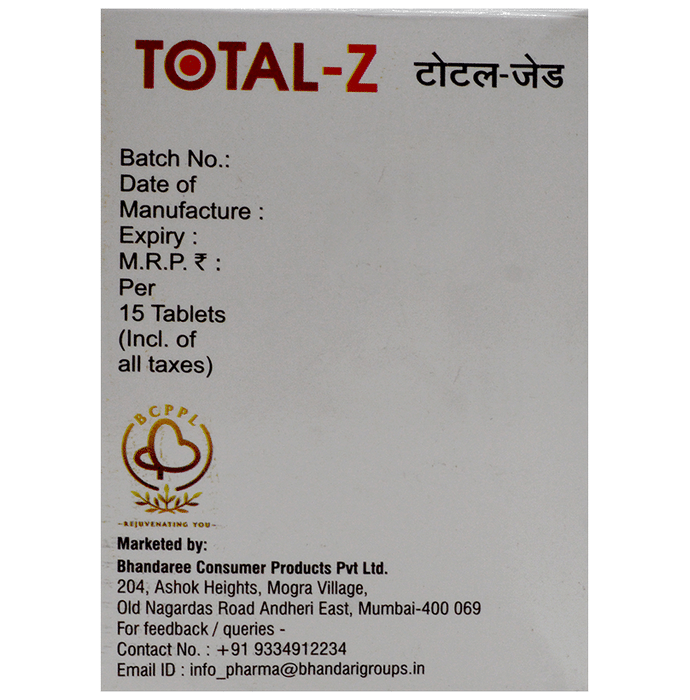 TOTAL-Z टोटल-जेड
Batch No.:
Date of
Manufacture :
Expiry :
M.R.P. ₹ :
Per
15 Tablets
(Incl. of
all taxes)
BCPPL
-REJUVENATING YOU-
Marketed by:
Bhandaree Consumer Products Pvt Ltd.
204, Ashok Heights, Mogra Village,
Old Nagardas Road Andheri East, Mumbai-400 069
For feedback / queries -
Contact No. : +91 9334912234
Email ID : info_pharma@bhandarigroups.in